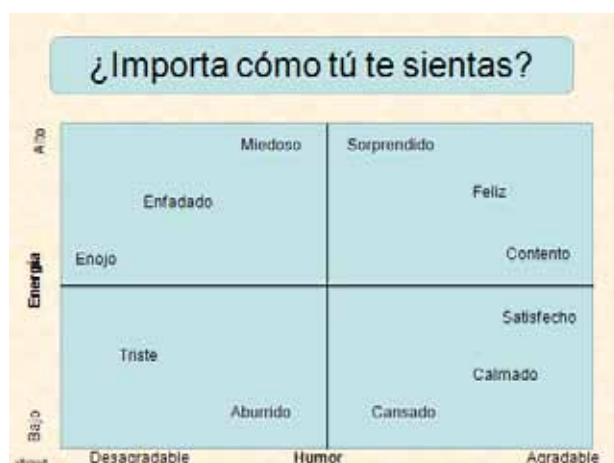 ¿Importa cómo tú te sientas?
Alto
Miedoso Sorprendido
Enfadado Feliz
Enojo Contento
Energía
Satisfecho
Triste
Calmado
Aburrido Cansado
Bajo
Desagradable Humor Agradable